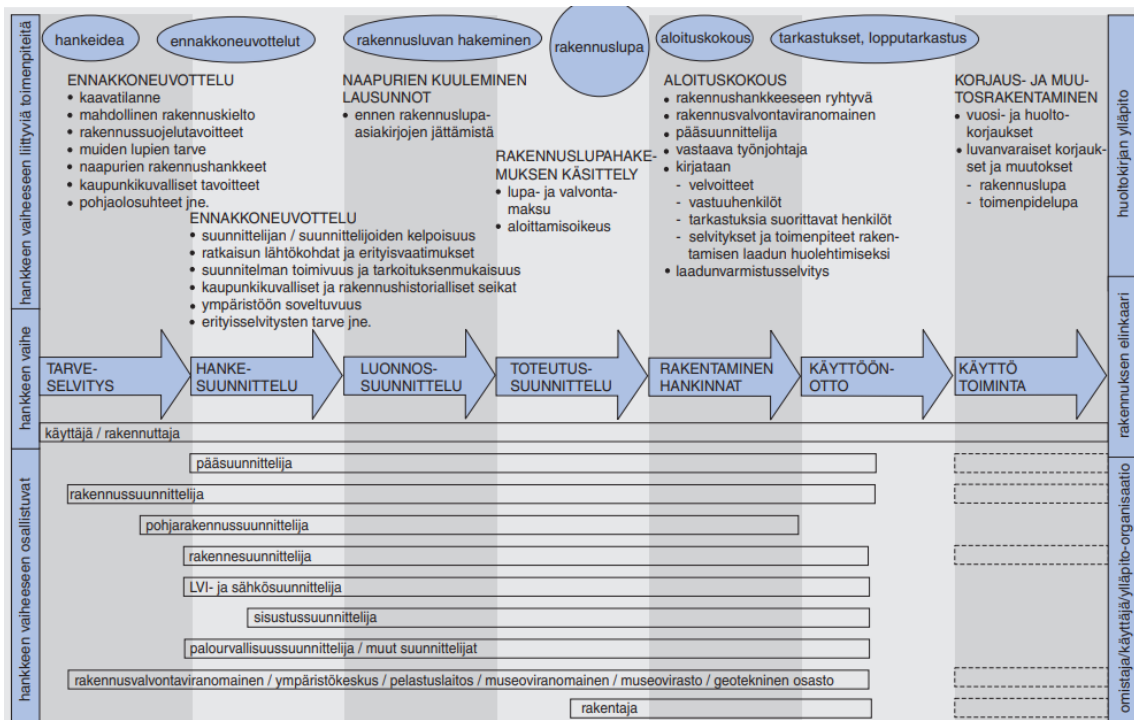 hankeidea
ennakkoneuvottelut
rakennusluvan hakeminen
rakennuslupa
aloituskokous
tarkastukset, lopputarkastus
hankkeen vaiheeseen liittyviä toimenpiteitä
ENNAKKONEUVOTTELU
• kaavatilanne
• mahdollinen rakennuskielto
• rakennussuojelutavoitteet
• muiden lupien tarve
• naapurien rakennushankkeet
• kaupunkikuvalliset tavoitteet
• pohjaolosuhteet jne.
ENNAKKONEUVOTTELU
• suunnittelijan / suunnittelijoiden kelpoisuus
• ratkaisun lähtökohdat ja erityisvaatimukset
• suunnitelman toimivuus ja tarkoituksenmukaisuus
• kaupunkikuvalliset ja rakennushistorialliset seikat
• ympäristöön soveltuvuus
• erityisselvitysten tarve jne.
NAAPURIEN KUULEMINEN
LAUSUNNOT
• ennen rakennuslupa-
asiakirjojen jättämistä
RAKENNUSLUPAHAKE-
MUKSEN KÄSITTELY
• lupa- ja valvonta-
maksu
• aloittamisoikeus
ALOITUSKOKOUS
• rakennushankkeeseen ryhtyvä
• rakennusvalvontaviranomainen
• pääsuunnittelija
• vastaava työnjohtaja
• kirjataan
- velvoitteet
- vastuuhenkilöt
- tarkastuksia suorittavat henkilöt
- selvitykset ja toimenpiteet raken-
tamisen laadun huolehtimiseksi
• laadunvarmistusselvitys
KORJAUS- JA MUU-
TOSRAKENTAMINEN
• vuosi- ja huolto-
korjaukset
• luvanvaraiset korjauk-
set ja muutokset
- rakennuslupa
- toimenpidelupa
huoltokirjan ylläpito
hankkeen vaihe
TARVE-
SELVITYS
HANKE-
SUUNNITTELU
LUONNOS-
SUUNNITTELU
TOTEUTUS-
SUUNNITTELU
RAKENTAMINEN
HANKINNAT
KÄYTTÖÖN-
OTTO
KÄYTTÖ
TOIMINTA
rakennuksen elinkaari
hankkeen vaiheeseen osallistuvat
käyttäjä / rakennuttaja
pääsuunnittelija
rakennussuunnittelija
pohjarakennussuunnittelija
rakennesuunnittelija
LVI- ja sähkösuunnittelija
sisustussuunnittelija
palourvallisuussuunnittelija / muut suunnittelijat
rakennusvalvontaviranomainen / ympäristökeskus / pelastuslaitos / museoviranomainen / museovirasto / geotekninen osasto
rakentaja
omistaja/käyttäjä/ylläpito-organisaatio